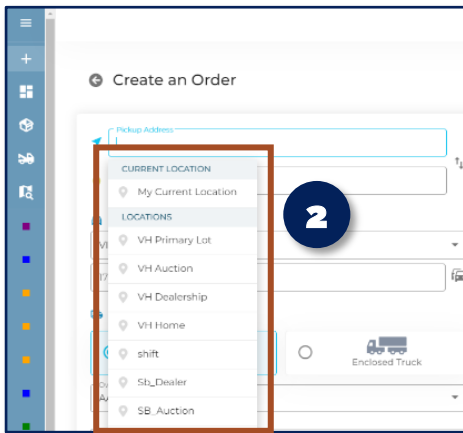 Create an Order
Pickup Address
CURRENT LOCATION
My Current Location
LOCATIONS
VH Primary Lot
VH Auction
VH Dealership
VH Home
shift
Sb_Dealer
SB_Auction
2
Enclosed Truck